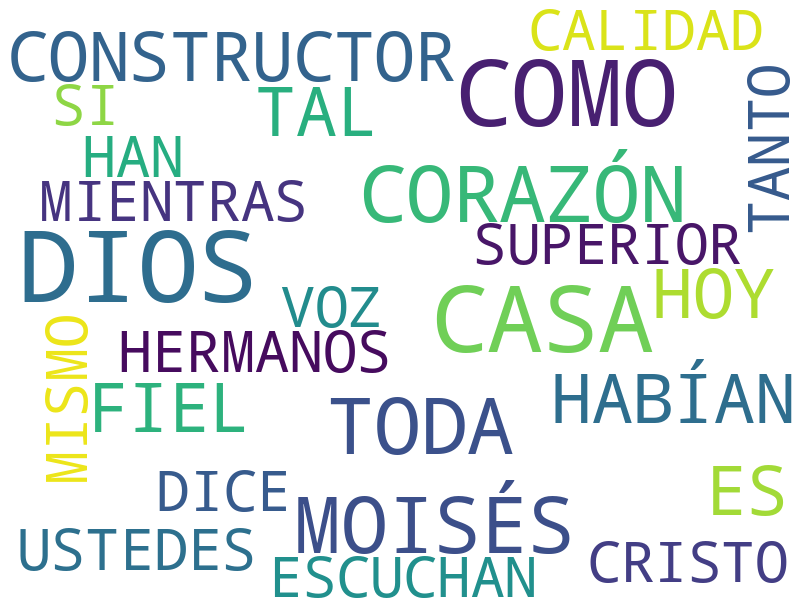 CALIDAD
CONSTRUCTOR
COMO
TANTO
SI
TAL
HAN
CORAZÓN
MIENTRAS
SUPERIOR
DIOS
HOY
VOZ
CASA
HERMANOS
MISMO
FIEL
HABÍAN
TODA
DICE
ES
MOISÉS
USTEDES
CRISTO
ESCUCHAN